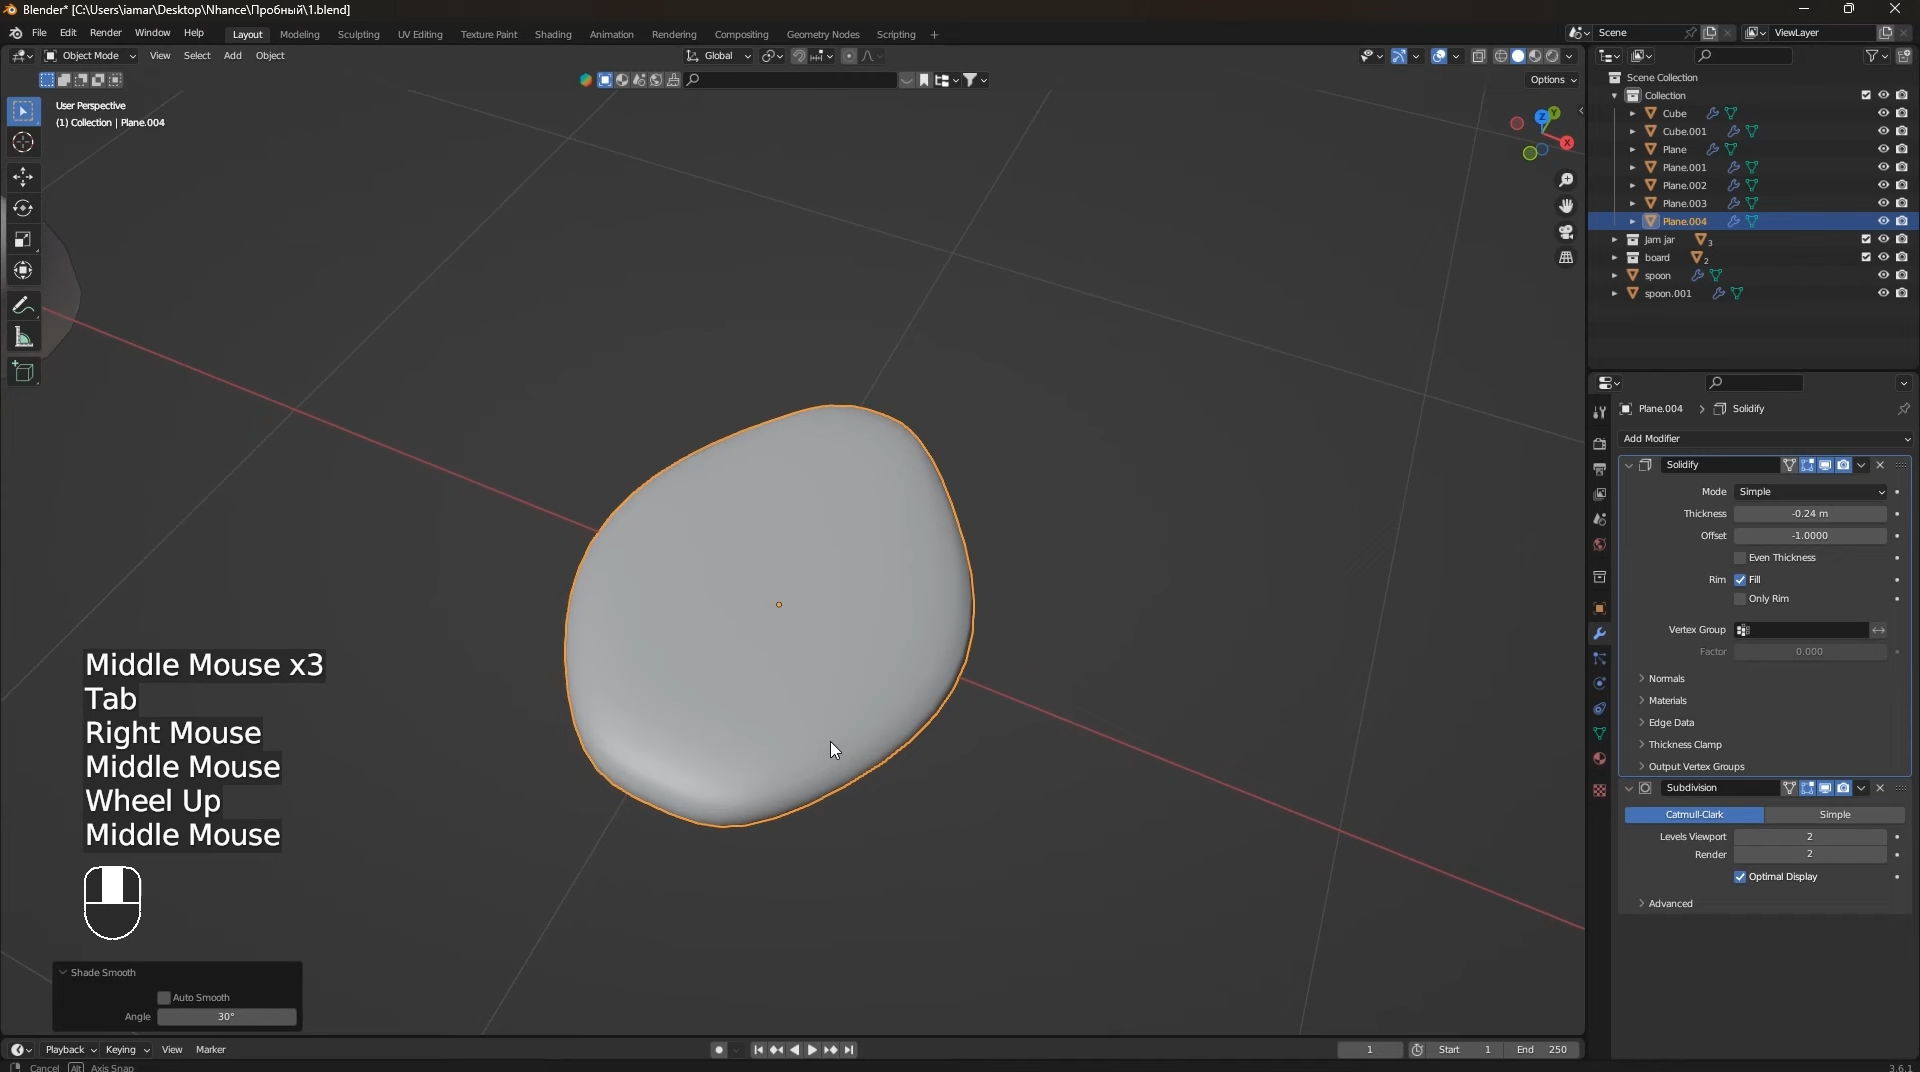 Blender* [C:\Users\iamar\Desktop\Nhance\Пробный\1.blend]
File Edit Render Window Help Layout Modeling Sculpting UV Editing Texture Paint Shading Animation Rendering Compositing Geometry Nodes Scripting + Scene ViewLayer
Object Mode View Select Add Object Global
Options
User Perspective
(1) Collection | Plane.004
Z
Y
X
Scene Collection
Collection
Cube
Cube.001
Plane
Plane.001
Plane.002
Plane.003
Plane.004
Jam jar 3
board 2
spoon
spoon.001
Plane.004 > Solidify
Add Modifier
Solidify
Mode Simple
Thickness -0.24 m
Offset -1.0000
Even Thickness
Rim Fill
Only Rim
Vertex Group
Factor 0.000
Normals
Materials
Edge Data
Thickness Clamp
Output Vertex Groups
Subdivision
Catmull-Clark Simple
Levels Viewport 2
Render 2
Optimal Display
Advanced
Middle Mouse x3
Tab
Right Mouse
Middle Mouse
Wheel Up
Middle Mouse
Shade Smooth
Auto Smooth
Angle 30°
Playback Keying View Marker 1 Start 1 End 250
Cancel Alt Axis Snap 3.6.1